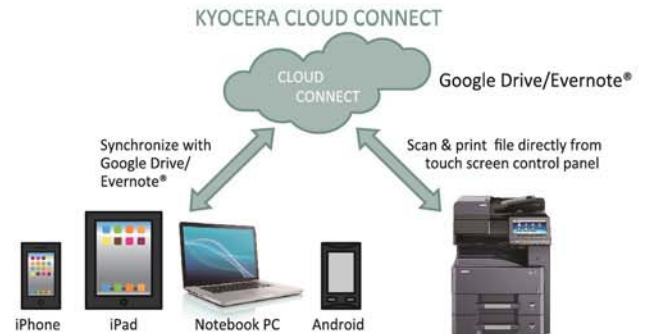 KYOCERA CLOUD CONNECT
CLOUD
CONNECT
Google Drive/Evernote®
Synchronize with
Google Drive/
Evernote®
Scan & print file directly from
touch screen control panel
iPhone
iPad
Notebook PC
Android